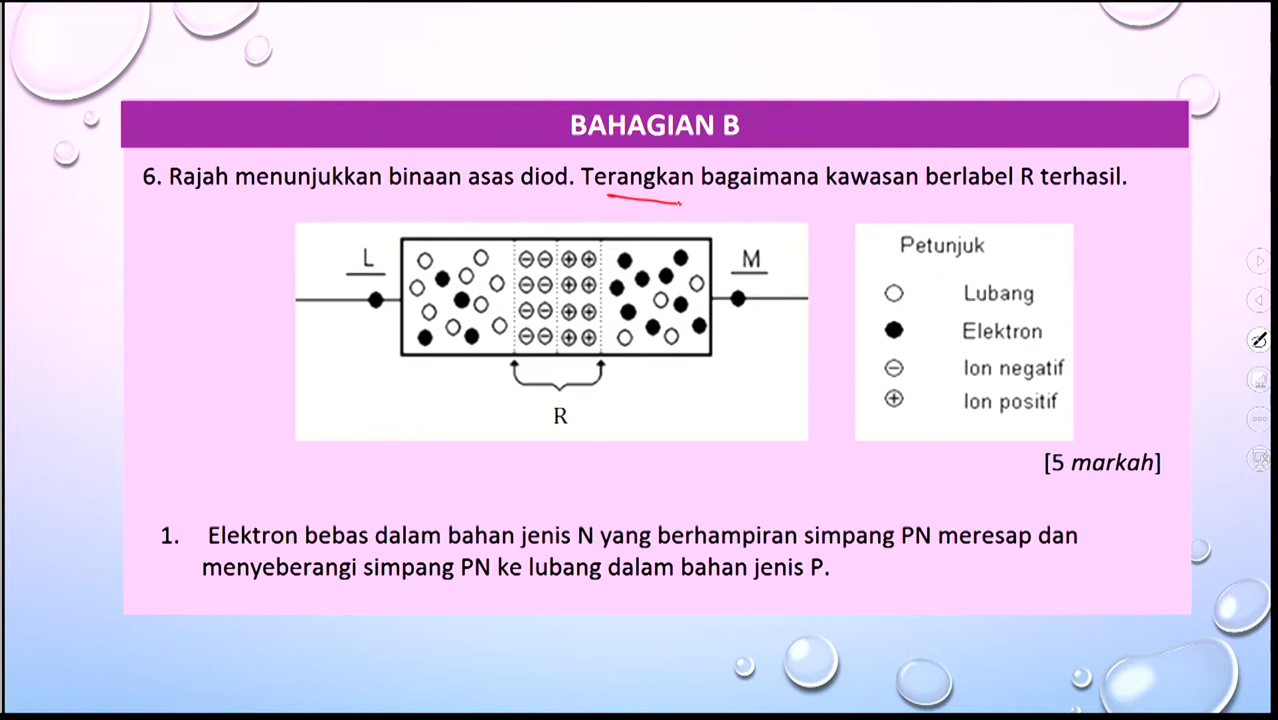 BAHAGIAN B
6. Rajah menunjukkan binaan asas diod. Terangkan bagaimana kawasan berlabel R terhasil.
L
M
R
Petunjuk
Lubang
Elektron
Ion negatif
Ion positif
[5 markah]
1. Elektron bebas dalam bahan jenis N yang berhampiran simpang PN meresap dan
menyeberangi simpang PN ke lubang dalam bahan jenis P.